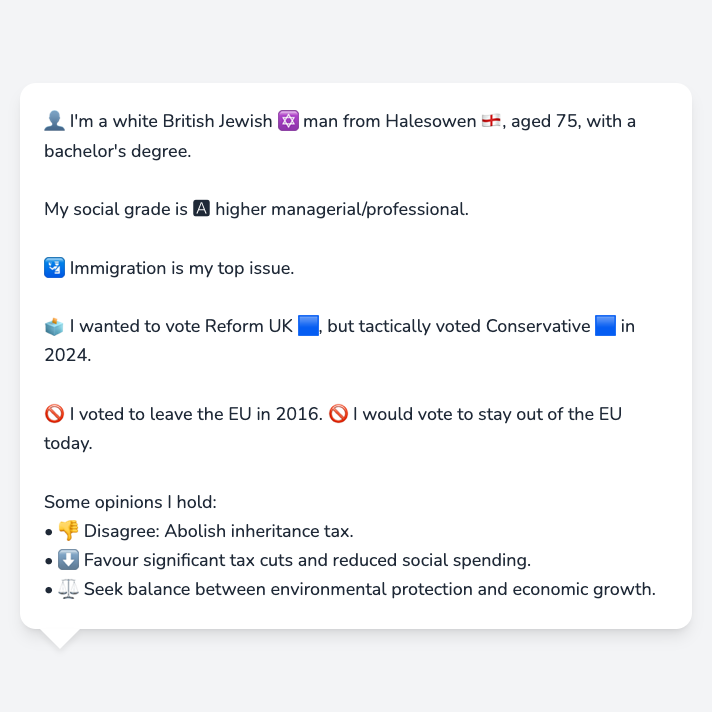 👤 I'm a white British Jewish ✡️ man from Halesowen 🏴󠁧󠁢󠁥󠁮󠁧󠁿, aged 75, with a
bachelor's degree.
My social grade is 🅰 higher managerial/professional.
🛂 Immigration is my top issue.
🗳️ I wanted to vote Reform UK 🟦, but tactically voted Conservative 🟦 in
2024.
🚫 I voted to leave the EU in 2016. 🚫 I would vote to stay out of the EU
today.
Some opinions I hold:
• 👎 Disagree: Abolish inheritance tax.
• ⬇️ Favour significant tax cuts and reduced social spending.
• ⚖️ Seek balance between environmental protection and economic growth.